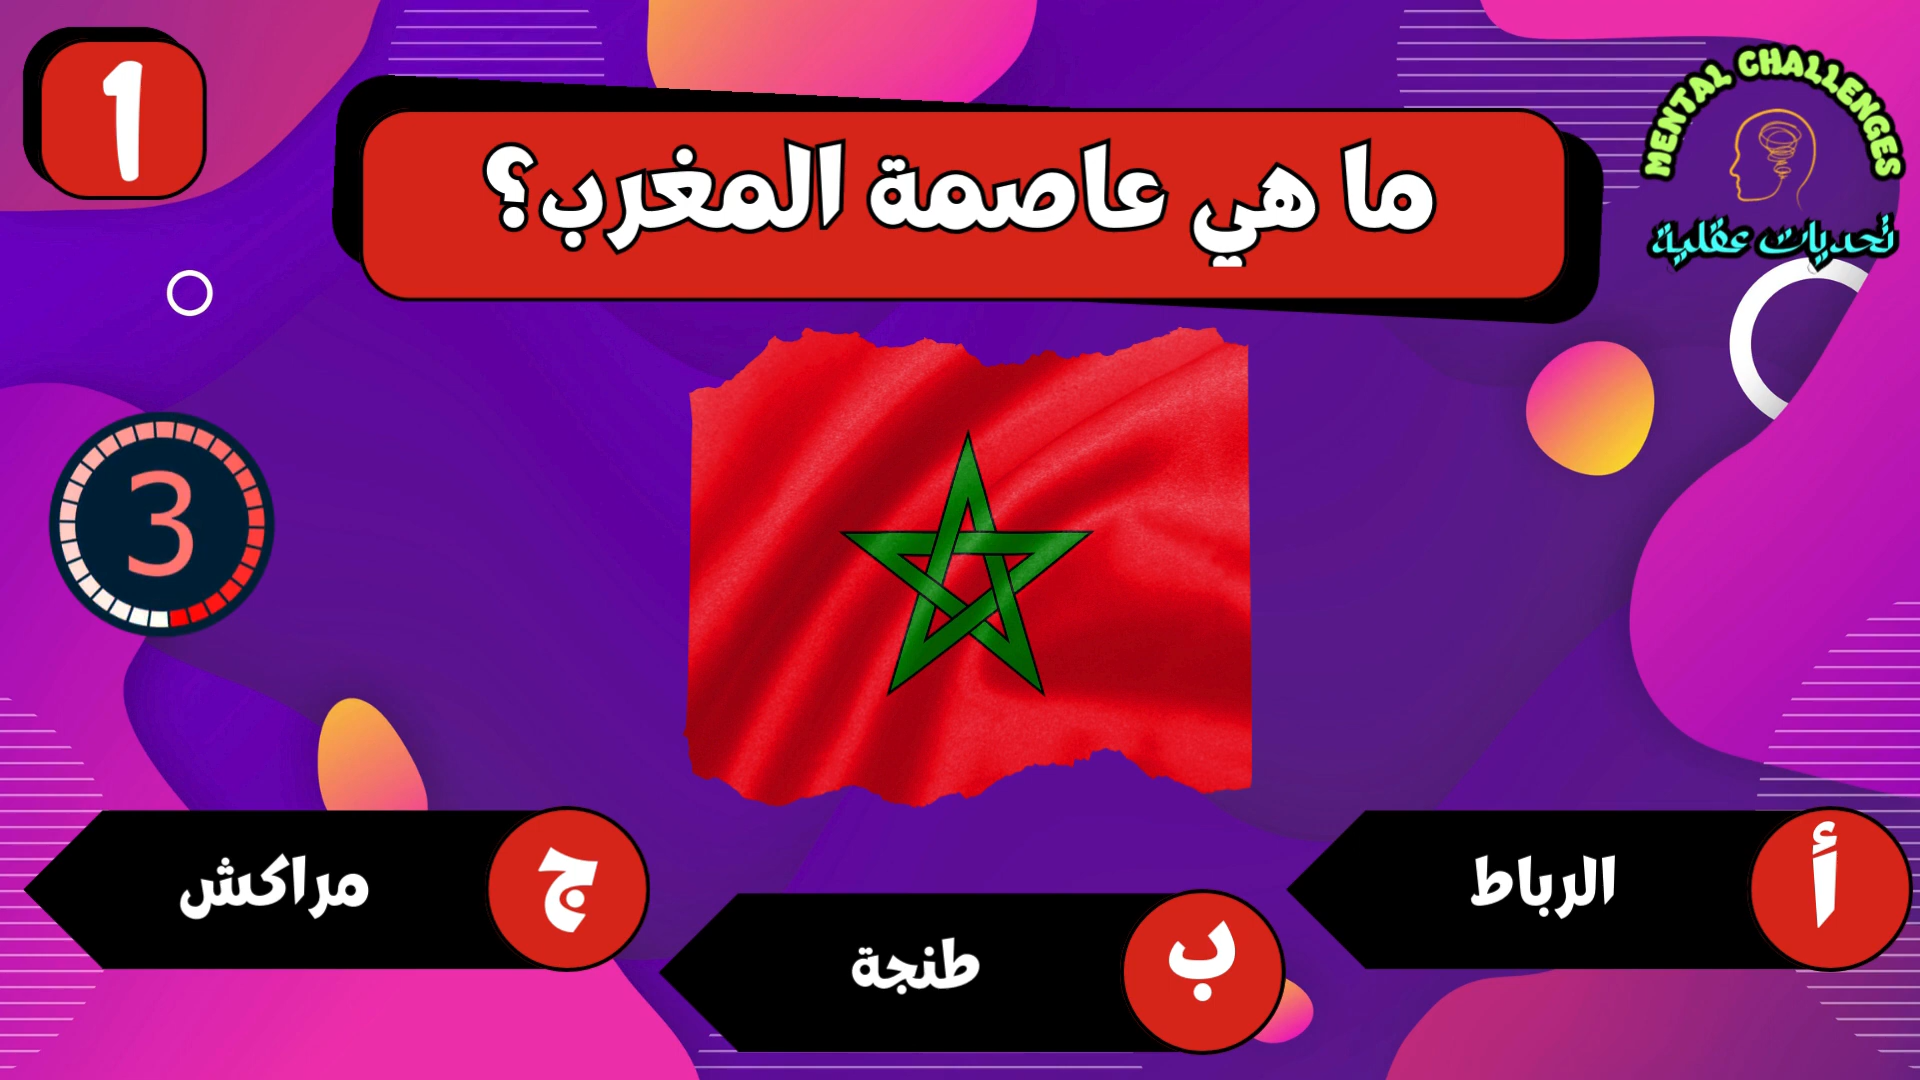 1
ما هي عاصمة المغرب؟
MENTAL CHALLENGES
تحديات عقلية
3
أ
الرباط
ب
طنجة
ج
مراكش